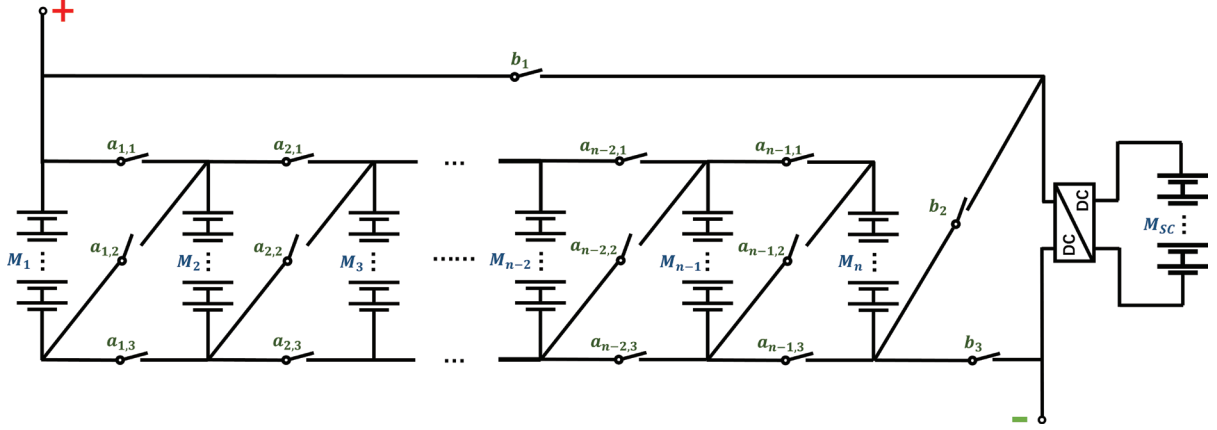 +
b₁
a₁,₁ a₂,₁ ... aₙ₋₂,₁ aₙ₋₁,₁
b₂
DC
M_SC
a₁,₂ a₂,₂ aₙ₋₂,₂ aₙ₋₁,₂
M₁ M₂ M₃ ...... Mₙ₋₂ Mₙ₋₁ Mₙ
DC
a₁,₃ a₂,₃ ... aₙ₋₂,₃ aₙ₋₁,₃ b₃
−